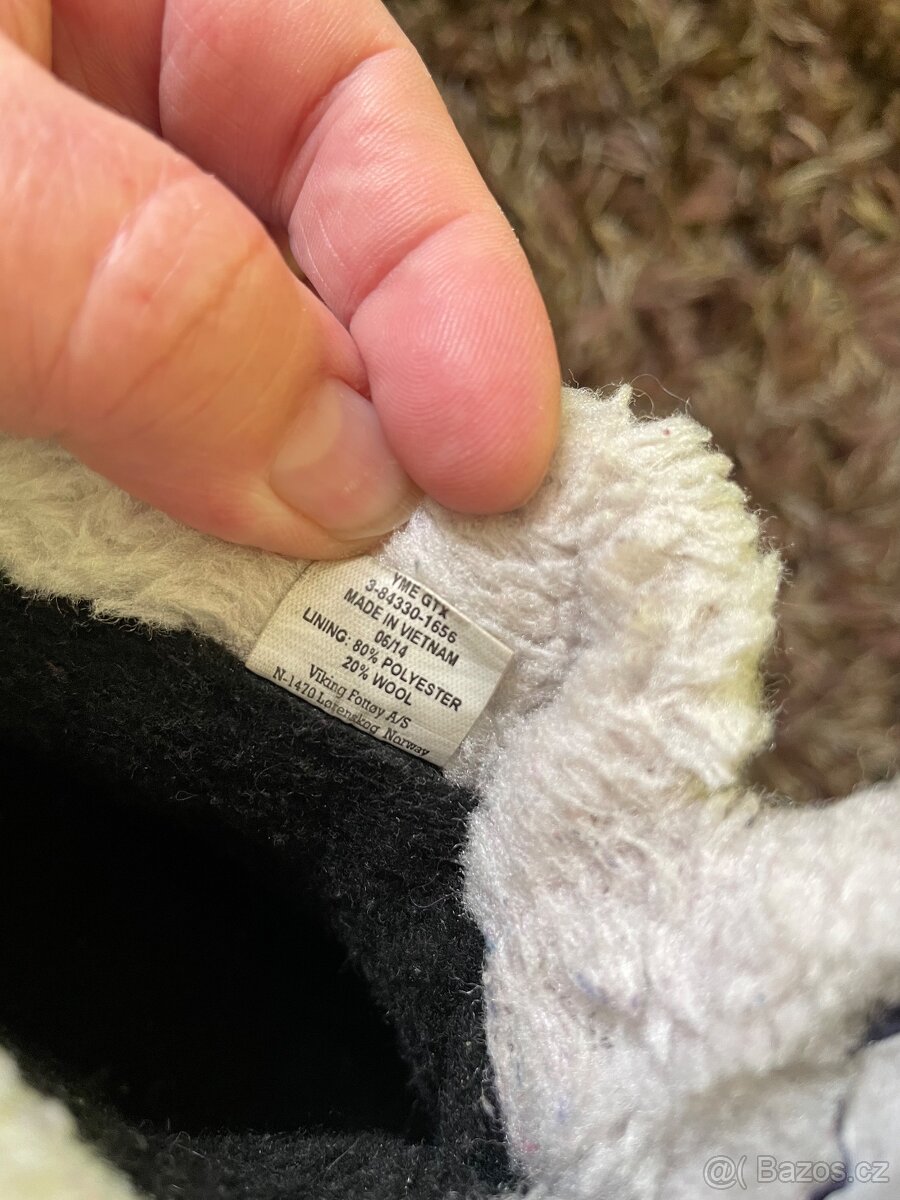 YME GTX
3-84330-1656
MADE IN VIETNAM
06/14
LINING: 80% POLYESTER
20% WOOL
Viking Fottøy A/S
N-1470 Lørenskog Norway
@( Bazos.cz